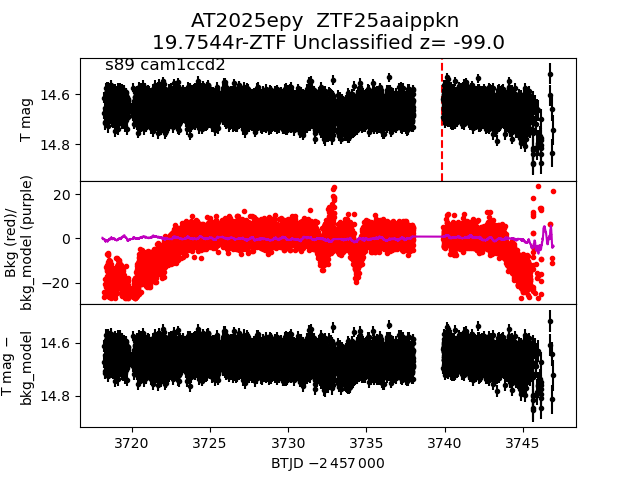 AT2025epy  ZTF25aaippkn
19.7544r-ZTF Unclassified z= -99.0
s89 cam1ccd2
T mag
14.6
14.8
Bkg (red)/
bkg_model (purple)
20
0
−20
T mag −
bkg_model
14.6
14.8
3720
3725
3730
3735
3740
3745
BTJD −2 457 000